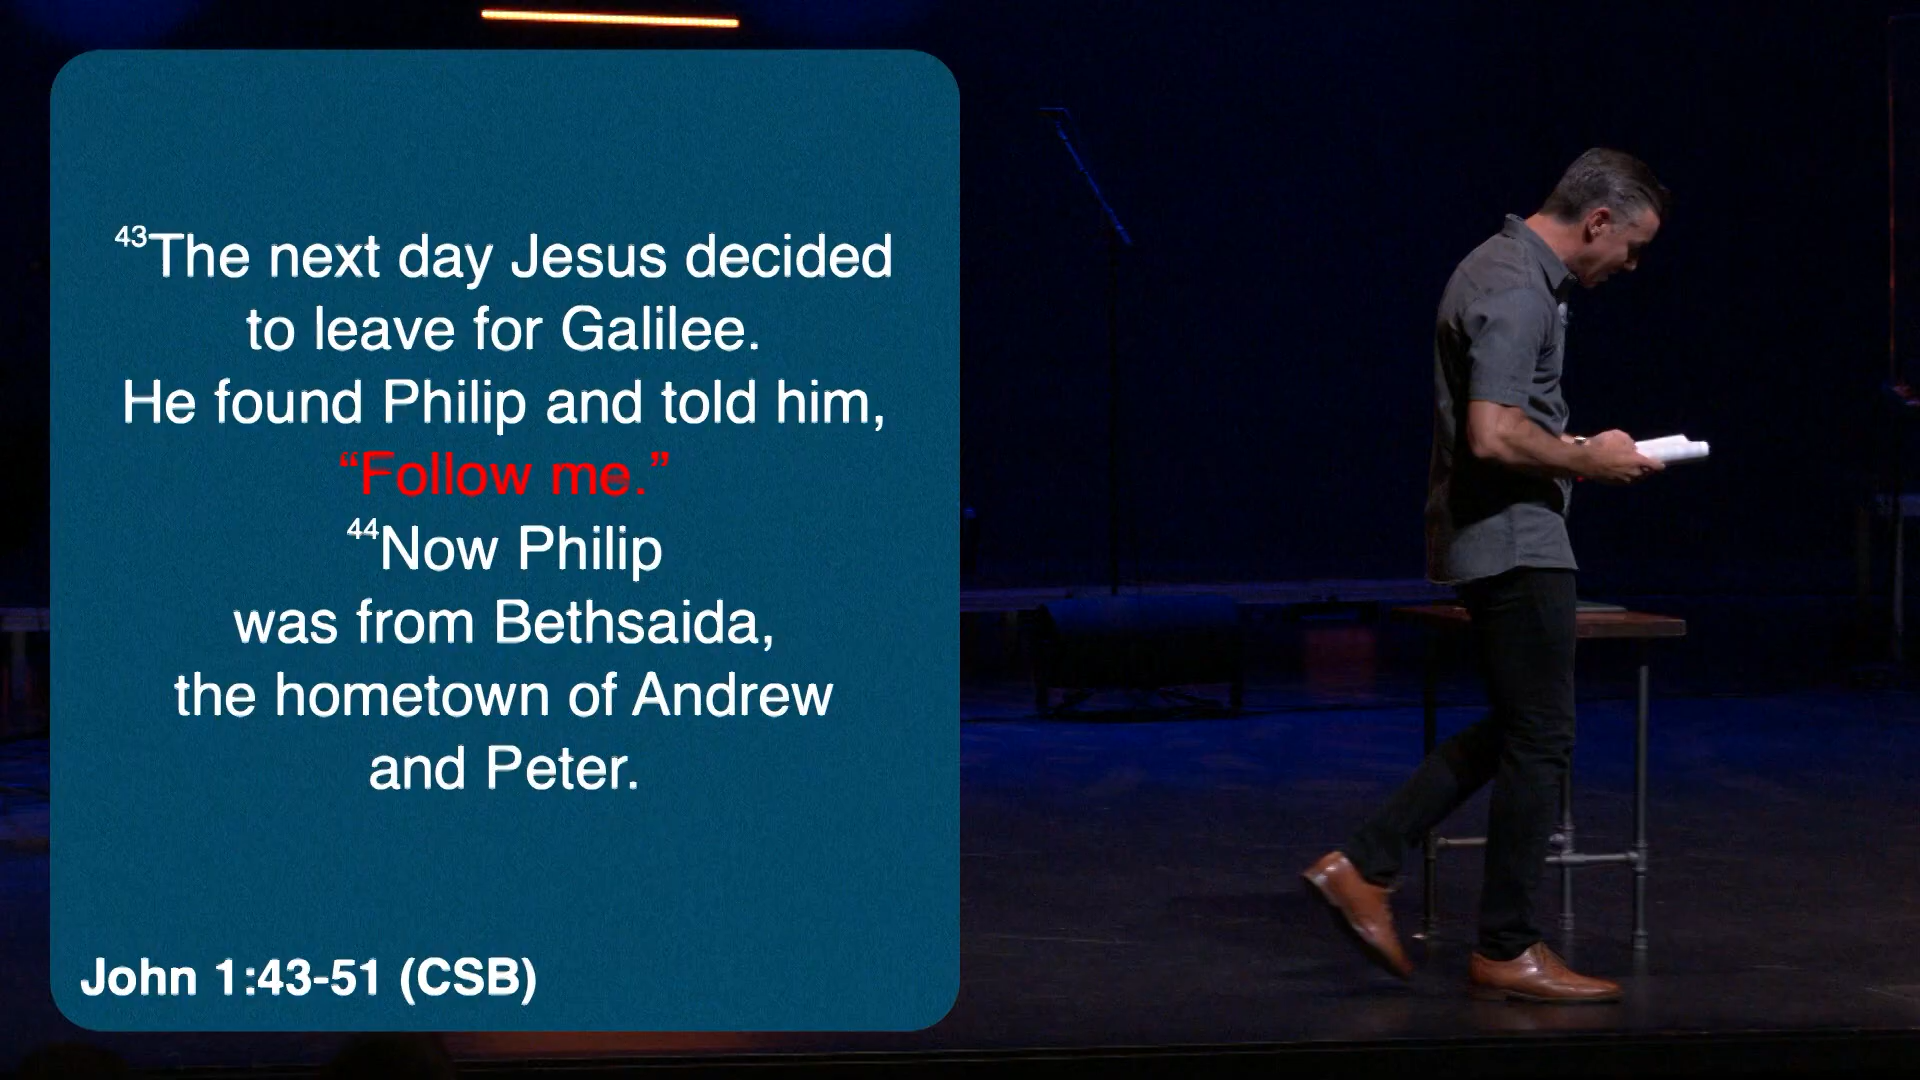 ⁴³The next day Jesus decided
to leave for Galilee.
He found Philip and told him,
“Follow me.”
⁴⁴Now Philip
was from Bethsaida,
the hometown of Andrew
and Peter.
John 1:43-51 (CSB)